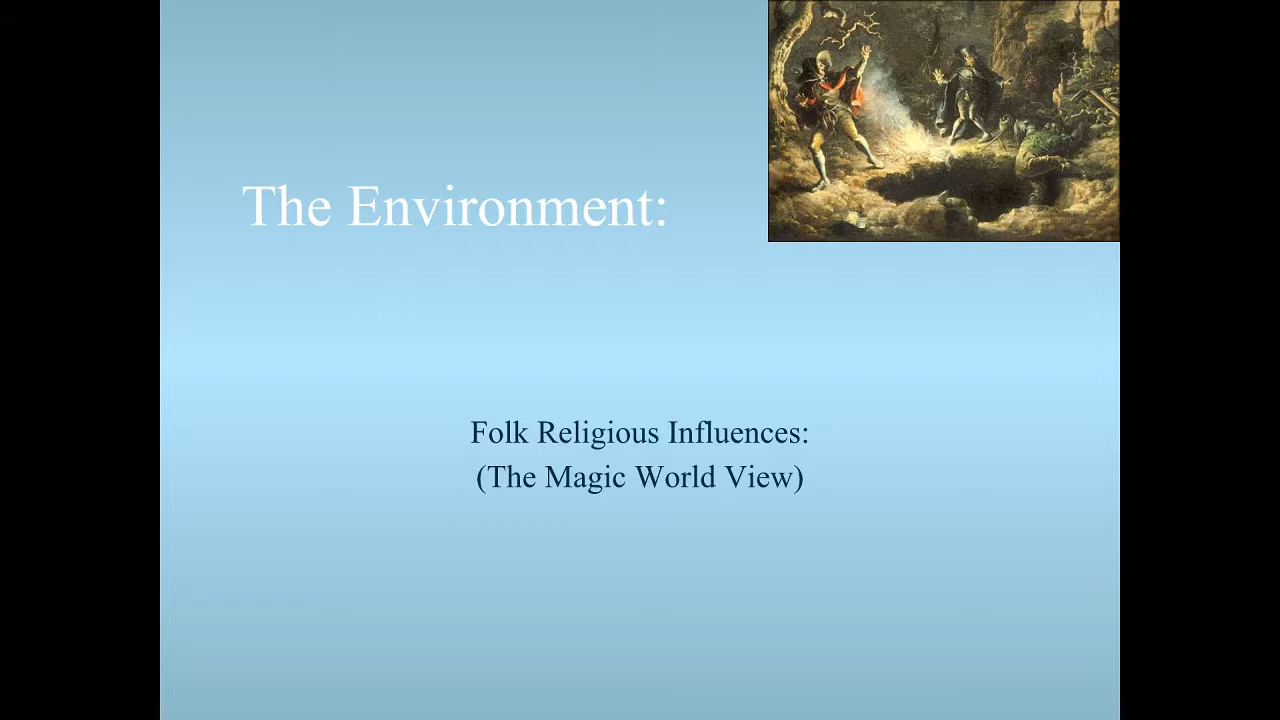 The Environment:
Folk Religious Influences:
(The Magic World View)